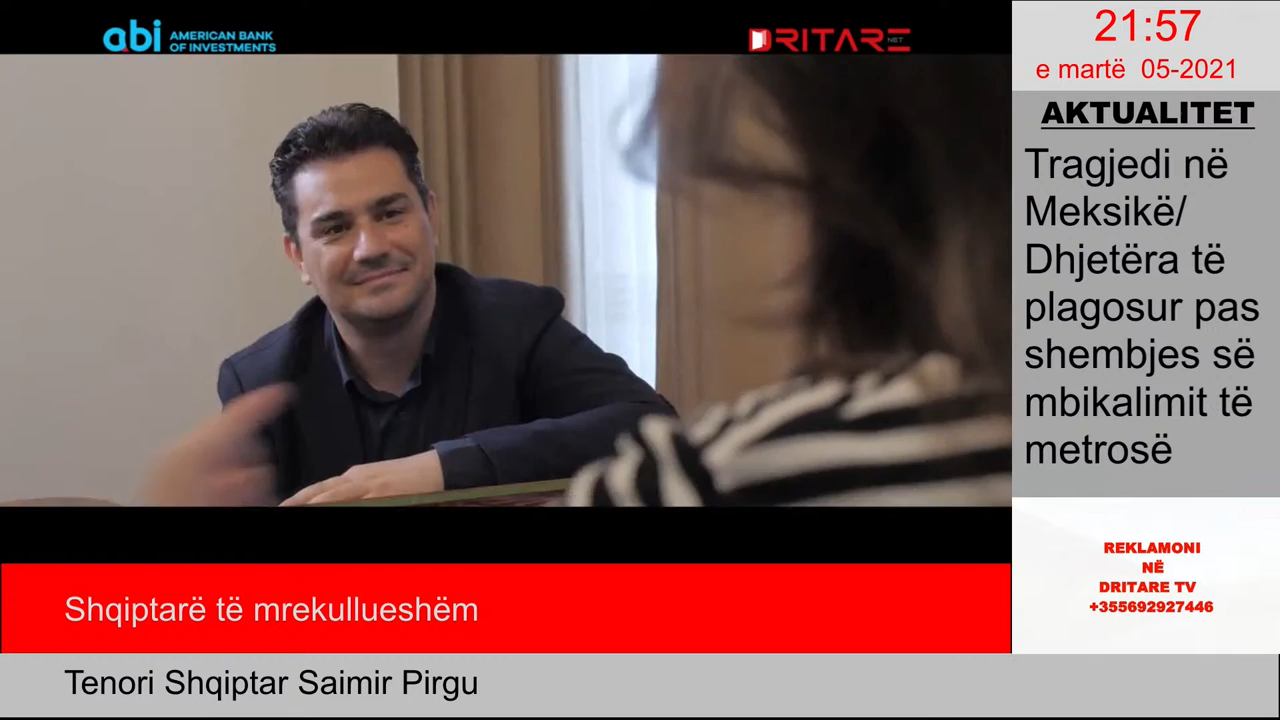 abi AMERICAN BANK
OF INVESTMENTS
DRITARE
NET
21:57
e martë 05-2021
AKTUALITET
Tragjedi në
Meksikë/
Dhjetëra të
plagosur pas
shembjes së
mbikalimit të
metrosë
REKLAMONI
NË
DRITARE TV
+355692927446
Shqiptarë të mrekullueshëm
Tenori Shqiptar Saimir Pirgu